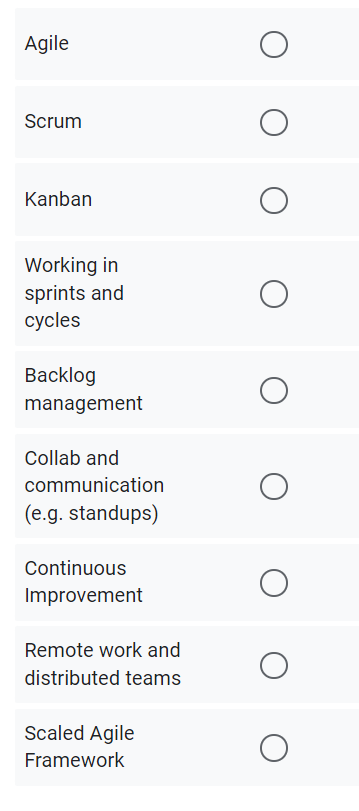 Agile
Scrum
Kanban
Working in
sprints and
cycles
Backlog
management
Collab and
communication
(e.g. standups)
Continuous
Improvement
Remote work and
distributed teams
Scaled Agile
Framework